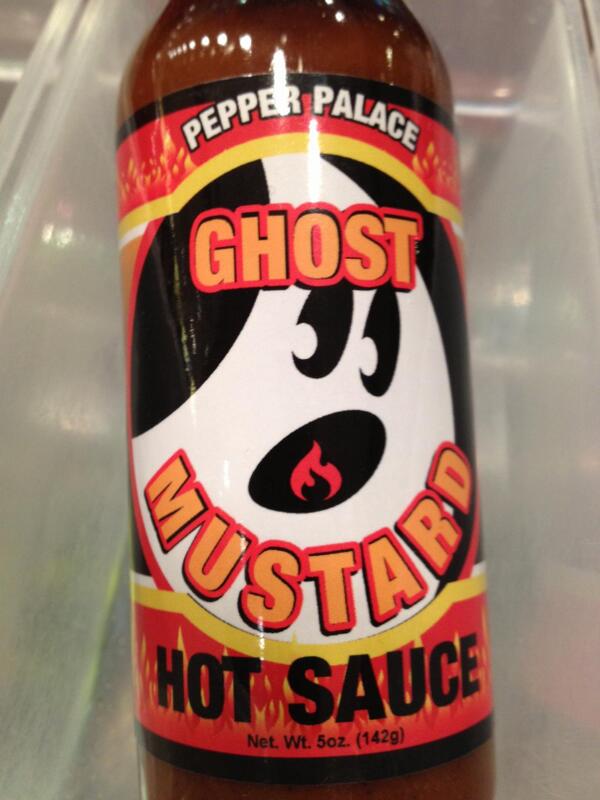 PEPPER PALACE
GHOST
MUSTARD
HOT SAUCE
Net. Wt. 5oz. (142g)